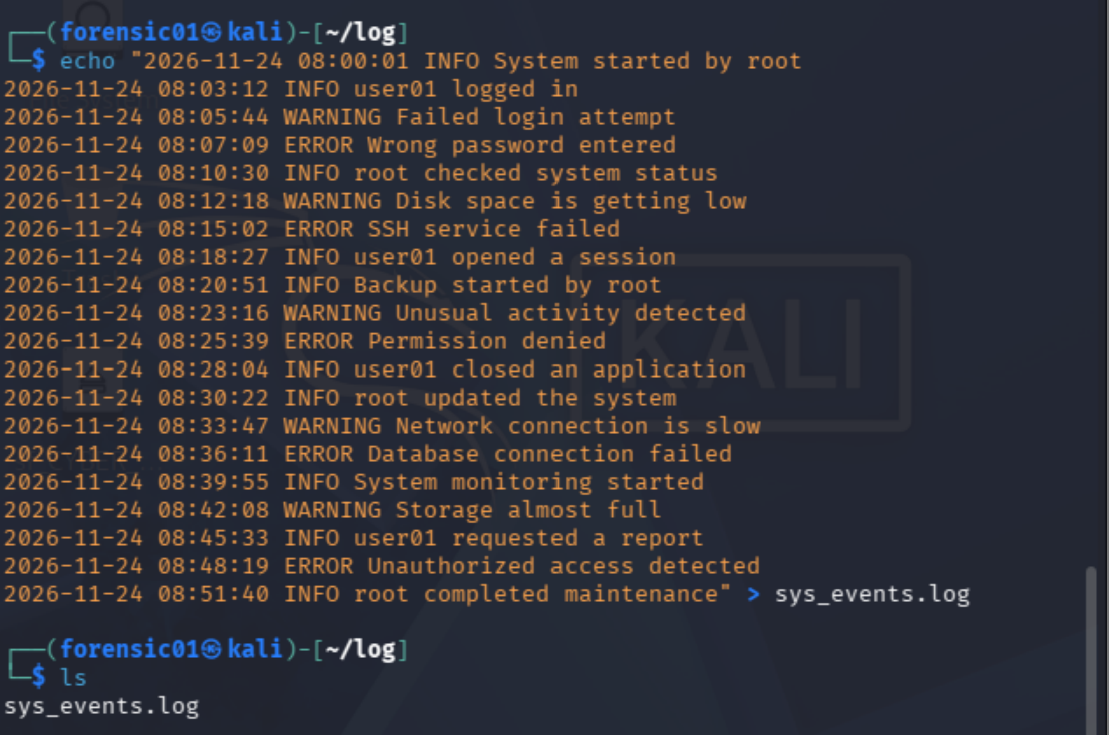 ┌──(forensic01㉿kali)-[~/log]
└─$ echo "2026-11-24 08:00:01 INFO System started by root
2026-11-24 08:03:12 INFO user01 logged in
2026-11-24 08:05:44 WARNING Failed login attempt
2026-11-24 08:07:09 ERROR Wrong password entered
2026-11-24 08:10:30 INFO root checked system status
2026-11-24 08:12:18 WARNING Disk space is getting low
2026-11-24 08:15:02 ERROR SSH service failed
2026-11-24 08:18:27 INFO user01 opened a session
2026-11-24 08:20:51 INFO Backup started by root
2026-11-24 08:23:16 WARNING Unusual activity detected
2026-11-24 08:25:39 ERROR Permission denied
2026-11-24 08:28:04 INFO user01 closed an application
2026-11-24 08:30:22 INFO root updated the system
2026-11-24 08:33:47 WARNING Network connection is slow
2026-11-24 08:36:11 ERROR Database connection failed
2026-11-24 08:39:55 INFO System monitoring started
2026-11-24 08:42:08 WARNING Storage almost full
2026-11-24 08:45:33 INFO user01 requested a report
2026-11-24 08:48:19 ERROR Unauthorized access detected
2026-11-24 08:51:40 INFO root completed maintenance" > sys_events.log
┌──(forensic01㉿kali)-[~/log]
└─$ ls
sys_events.log
KALI